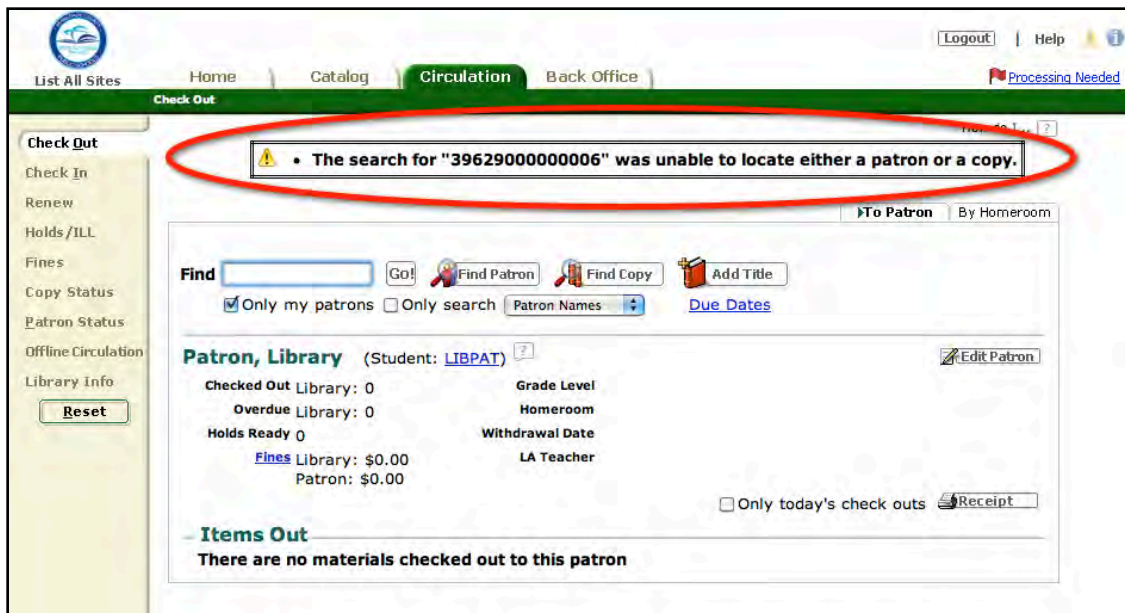 Logout | Help
List All Sites Home Catalog Circulation Back Office Processing Needed
Check Out
Check Out
Check In
Renew
Holds/ILL
Fines
Copy Status
Patron Status
Offline Circulation
Library Info
Reset
?
• The search for "39629000000006" was unable to locate either a patron or a copy.
To Patron | By Homeroom
Find Go! Find Patron Find Copy Add Title
Only my patrons Only search Patron Names Due Dates
Patron, Library (Student: LIBPAT) ? Edit Patron
Checked Out Library: 0 Grade Level
Overdue Library: 0 Homeroom
Holds Ready 0 Withdrawal Date
Fines Library: $0.00 LA Teacher
Patron: $0.00
Only today's check outs Receipt
Items Out
There are no materials checked out to this patron